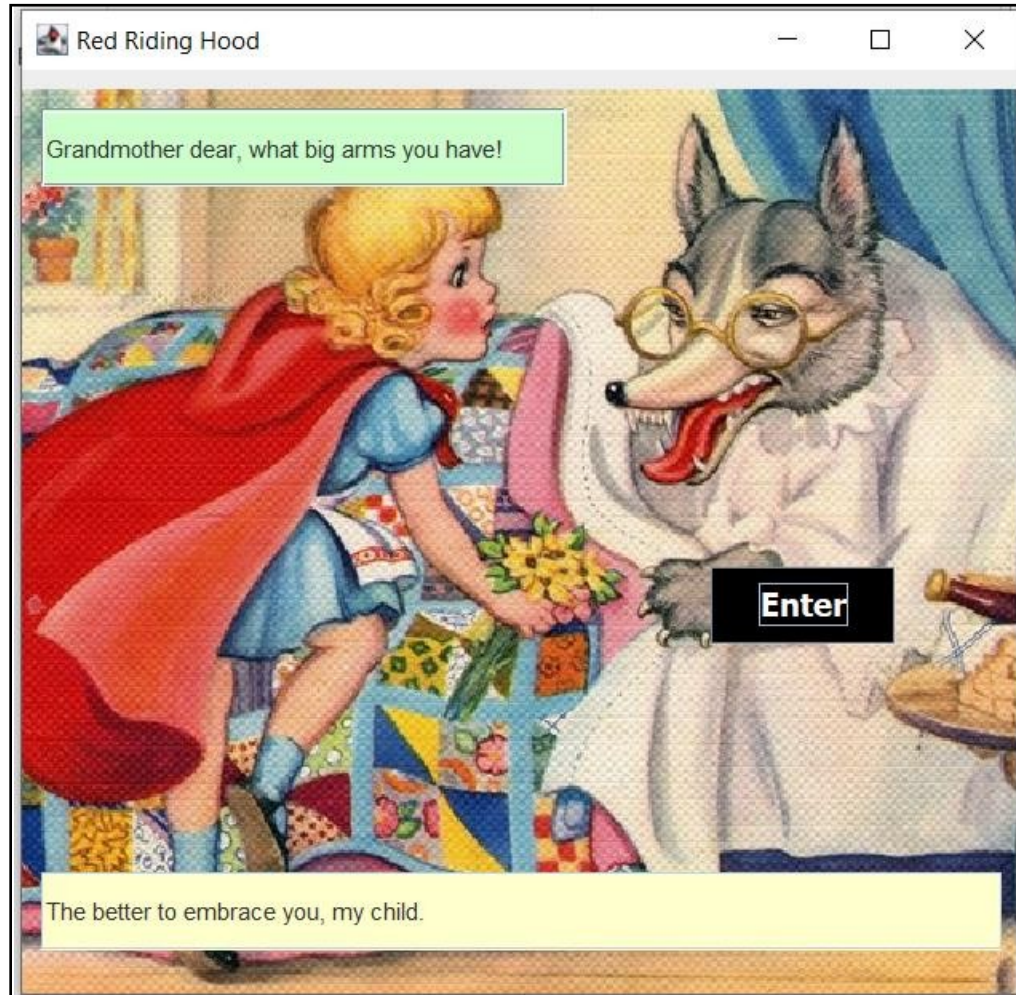 Red Riding Hood
Grandmother dear, what big arms you have!
Enter
The better to embrace you, my child.